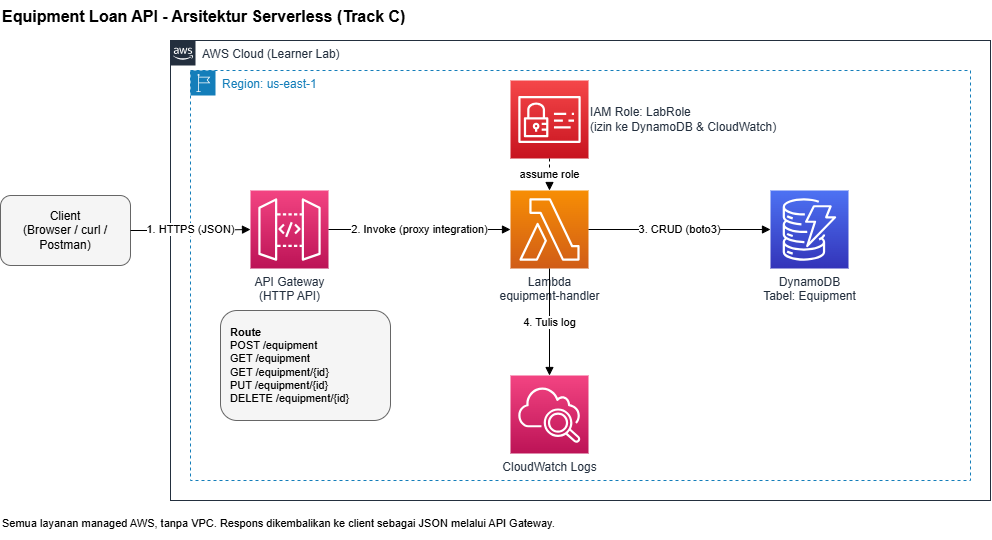 Equipment Loan API - Arsitektur Serverless (Track C)
aws
AWS Cloud (Learner Lab)
Region: us-east-1
IAM Role: LabRole
(izin ke DynamoDB & CloudWatch)
assume role
Client
(Browser / curl /
Postman)
1. HTTPS (JSON)
2. Invoke (proxy integration)
3. CRUD (boto3)
API Gateway
(HTTP API)
Lambda
equipment-handler
DynamoDB
Tabel: Equipment
4. Tulis log
Route
POST /equipment
GET /equipment
GET /equipment/{id}
PUT /equipment/{id}
DELETE /equipment/{id}
CloudWatch Logs
Semua layanan managed AWS, tanpa VPC. Respons dikembalikan ke client sebagai JSON melalui API Gateway.